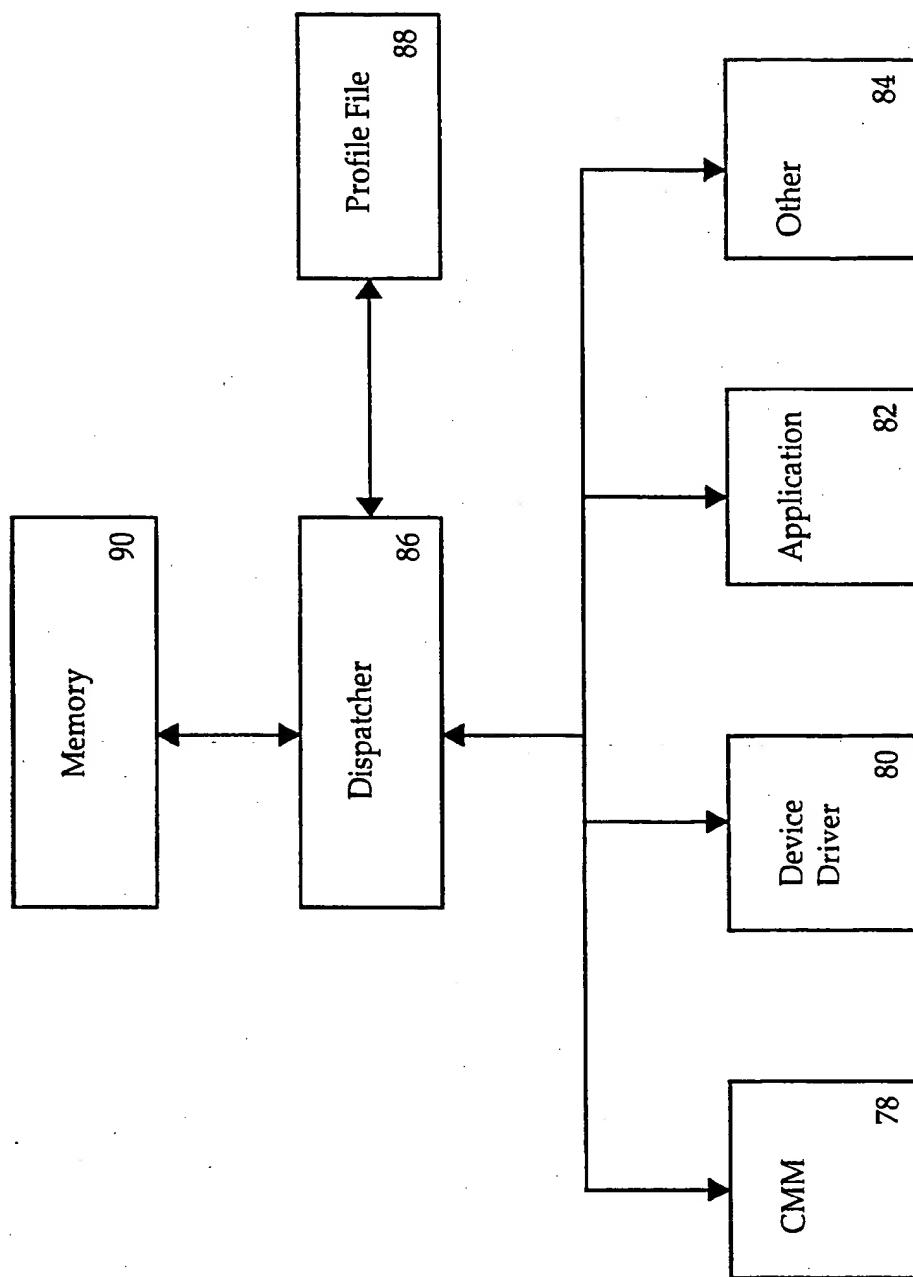 Memory
90
Dispatcher
86
Profile File
88
CMM
78
Device
Driver
80
Application
82
Other
84